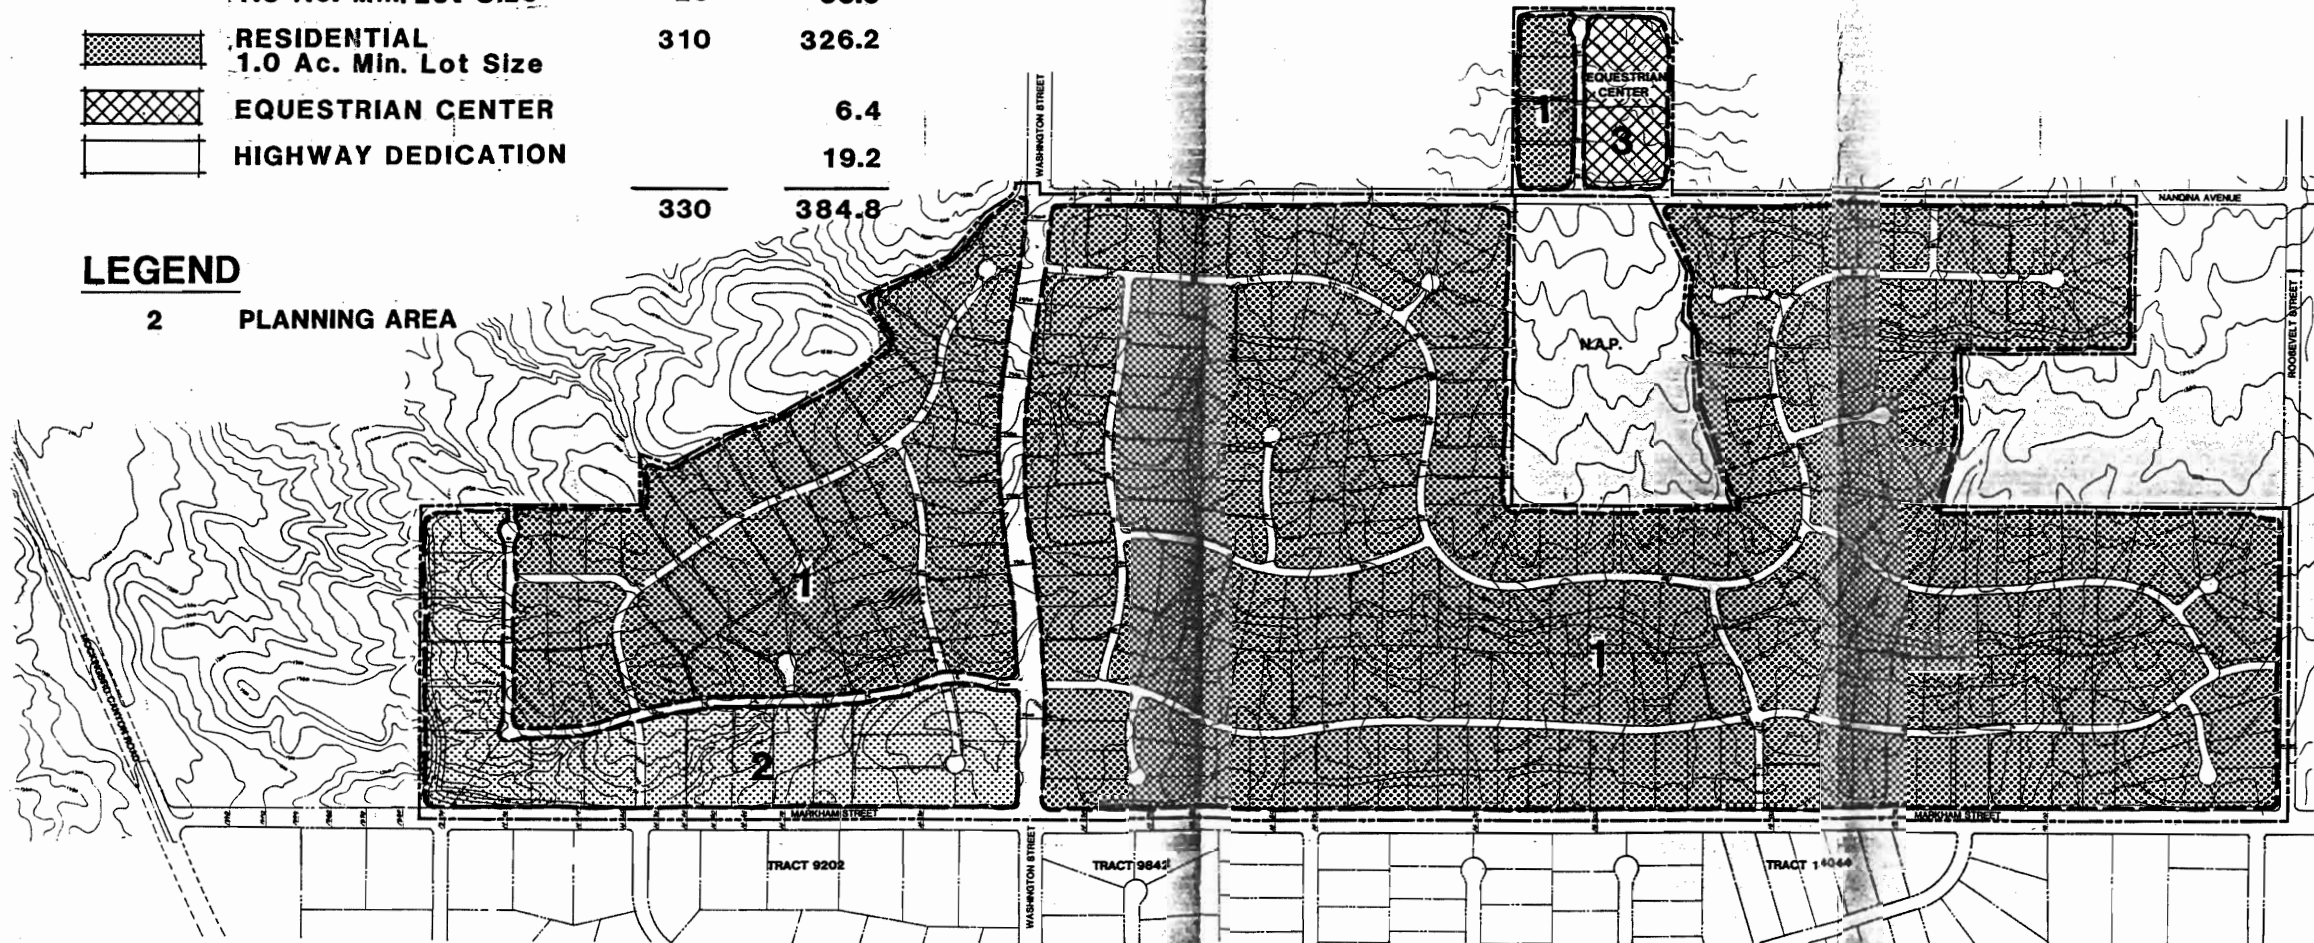 RESIDENTIAL 310 326.2
1.0 Ac. Min. Lot Size
EQUESTRIAN CENTER 6.4
HIGHWAY DEDICATION 19.2
330 384.8
LEGEND
2 PLANNING AREA
WASHINGTON STREET
EQUESTRIAN
CENTER
1
3
NANDINA AVENUE
ROOSEVELT STREET
N.A.P.
1
1
2
MARKHAM STREET
MARKHAM STREET
TRACT 9202
WASHINGTON STREET
TRACT 9842
TRACT 14044